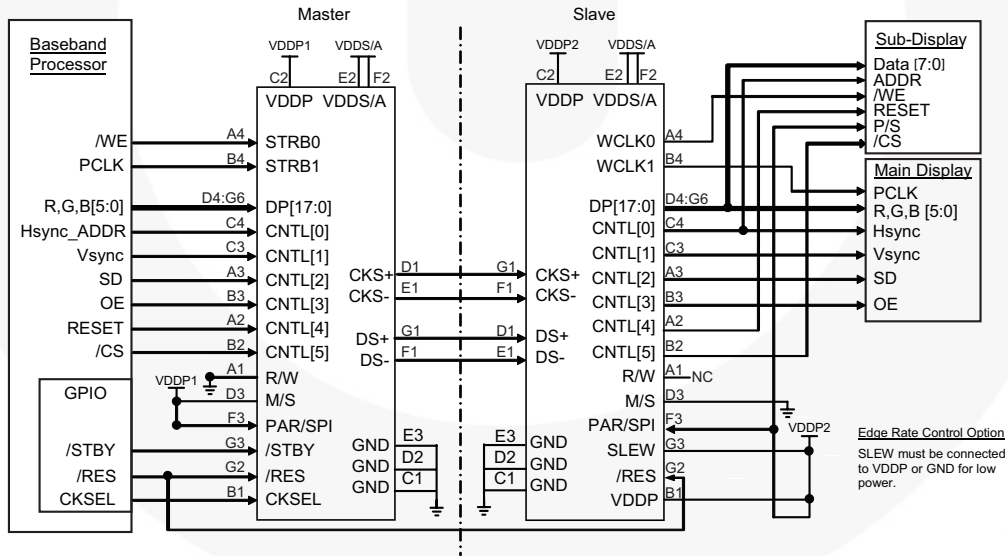 Master
Slave
Baseband
Processor
/WE
PCLK
R,G,B[5:0]
Hsync_ADDR
Vsync
SD
OE
RESET
/CS
GPIO
/STBY
/RES
CKSEL
A4
B4
D4:G6
C4
C3
A3
B3
A2
B2
A1
VDDP1
D3
F3
G3
G2
B1
VDDP1
VDDS/A
C2
E2
F2
VDDP VDDS/A
STRB0
STRB1
DP[17:0]
CNTL[0]
CNTL[1]
CNTL[2]
CNTL[3]
CNTL[4]
CNTL[5]
R/W
M/S
PAR/SPI
/STBY
/RES
CKSEL
CKS+
CKS-
DS+
DS-
GND
GND
GND
D1
E1
G1
F1
E3
D2
C1
G1
F1
D1
E1
E3
D2
C1
VDDP2
VDDS/A
C2
E2
F2
VDDP VDDS/A
CKS+
CKS-
DS+
DS-
GND
GND
GND
WCLK0
WCLK1
DP[17:0]
CNTL[0]
CNTL[1]
CNTL[2]
CNTL[3]
CNTL[4]
CNTL[5]
R/W
M/S
PAR/SPI
SLEW
/RES
VDDP
A4
B4
D4:G6
C4
C3
A3
B3
A2
B2
A1
NC
D3
F3
G3
G2
B1
VDDP2
Sub-Display
Data [7:0]
ADDR
/WE
RESET
P/S
/CS
Main Display
PCLK
R,G,B [5:0]
Hsync
Vsync
SD
OE
Edge Rate Control Option
SLEW must be connected
to VDDP or GND for low
power.